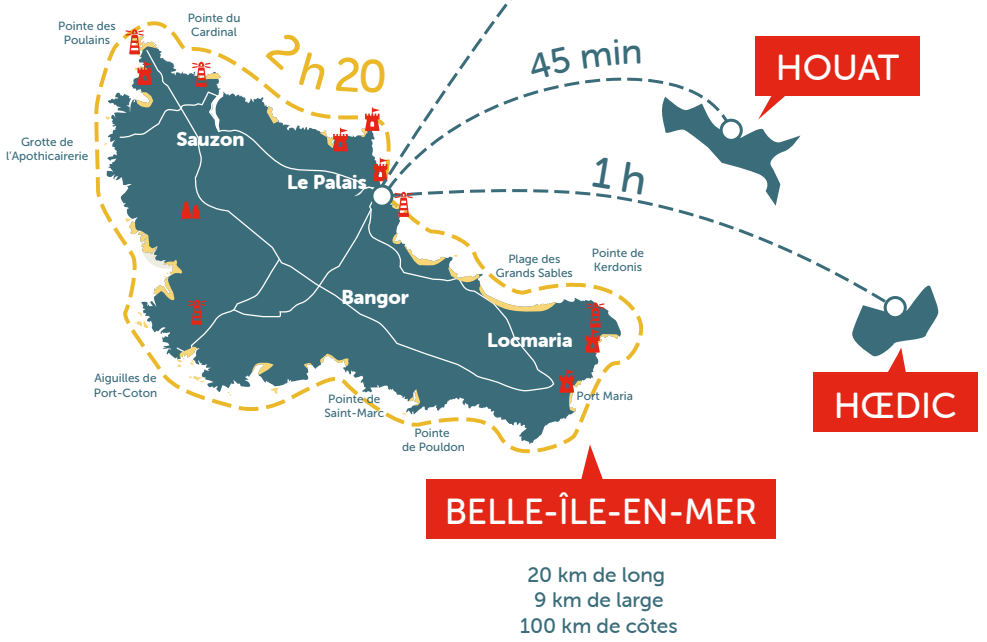 Pointe des
Poulains
Pointe du
Cardinal
2 h 20
45 min
HOUAT
Grotte de
l'Apothicairerie
Sauzon
Le Palais
1 h
Plage des
Grands Sables
Pointe de
Kerdonis
Bangor
Locmaria
Aiguilles de
Port-Coton
Pointe de
Saint-Marc
Port Maria
HŒDIC
Pointe
de Pouldon
BELLE-ÎLE-EN-MER
20 km de long
9 km de large
100 km de côtes